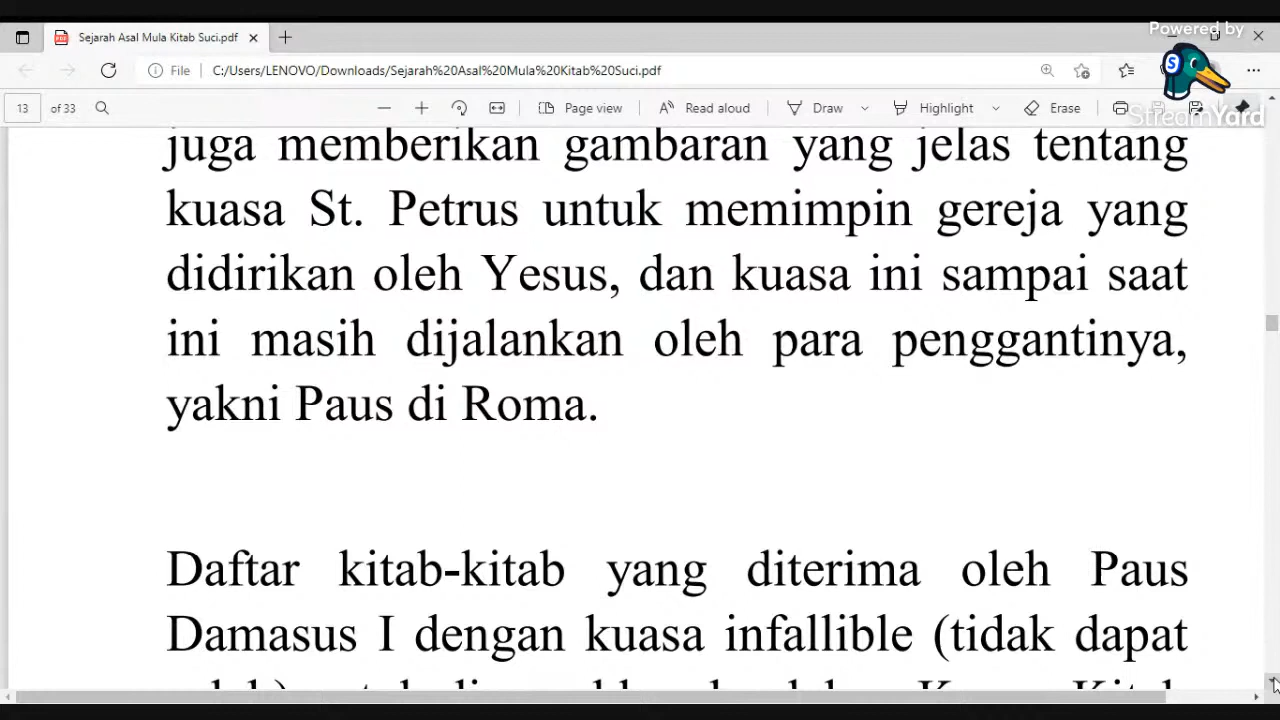 Powered by
Sejarah Asal Mula Kitab Suci.pdf
File C:/Users/LENOVO/Downloads/Sejarah%20Asal%20Mula%20Kitab%20Suci.pdf
13 of 33 Page view Read aloud Draw Highlight Erase
StreamYard
juga memberikan gambaran yang jelas tentang
kuasa St. Petrus untuk memimpin gereja yang
didirikan oleh Yesus, dan kuasa ini sampai saat
ini masih dijalankan oleh para penggantinya,
yakni Paus di Roma.
Daftar kitab-kitab yang diterima oleh Paus
Damasus I dengan kuasa infallible (tidak dapat